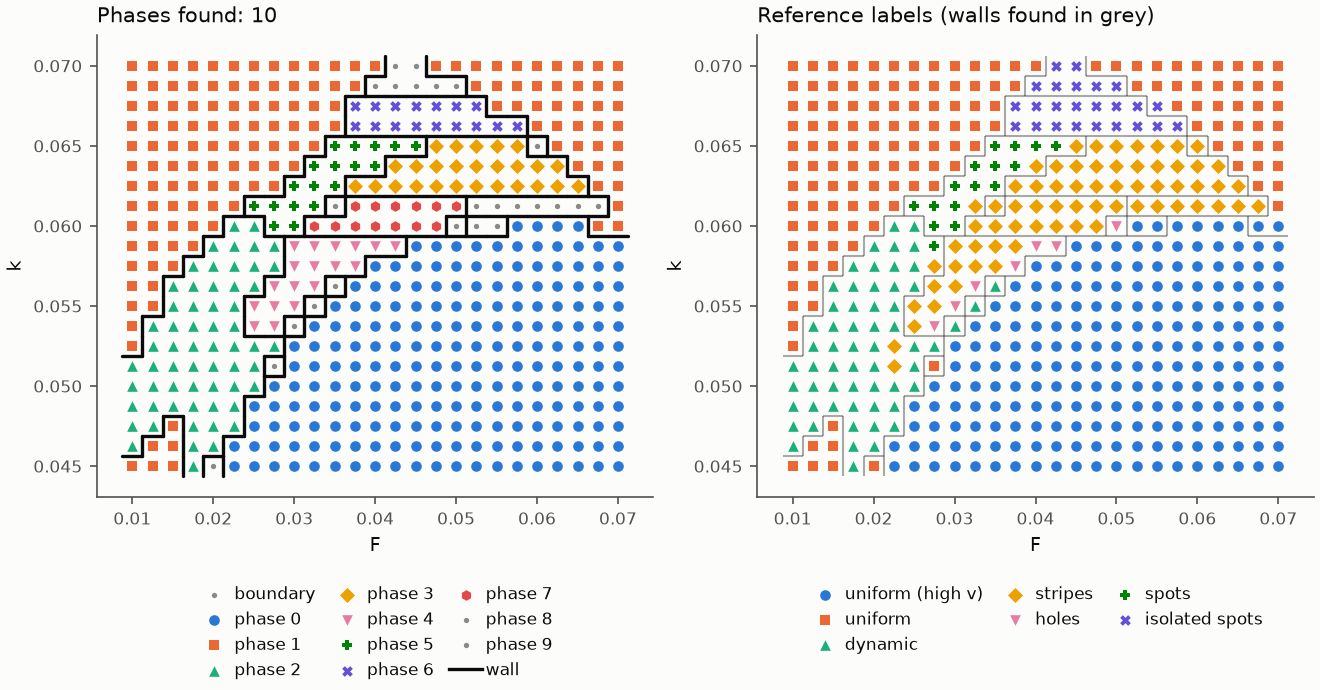 Phases found: 10
0.070
0.065
0.060
0.055
0.050
0.045
k
0.01 0.02 0.03 0.04 0.05 0.06 0.07
F
boundary phase 3 phase 7
phase 0 phase 4 phase 8
phase 1 phase 5 phase 9
phase 2 phase 6 wall
Reference labels (walls found in grey)
0.070
0.065
0.060
0.055
0.050
0.045
k
0.01 0.02 0.03 0.04 0.05 0.06 0.07
F
uniform (high v) stripes spots
uniform holes isolated spots
dynamic